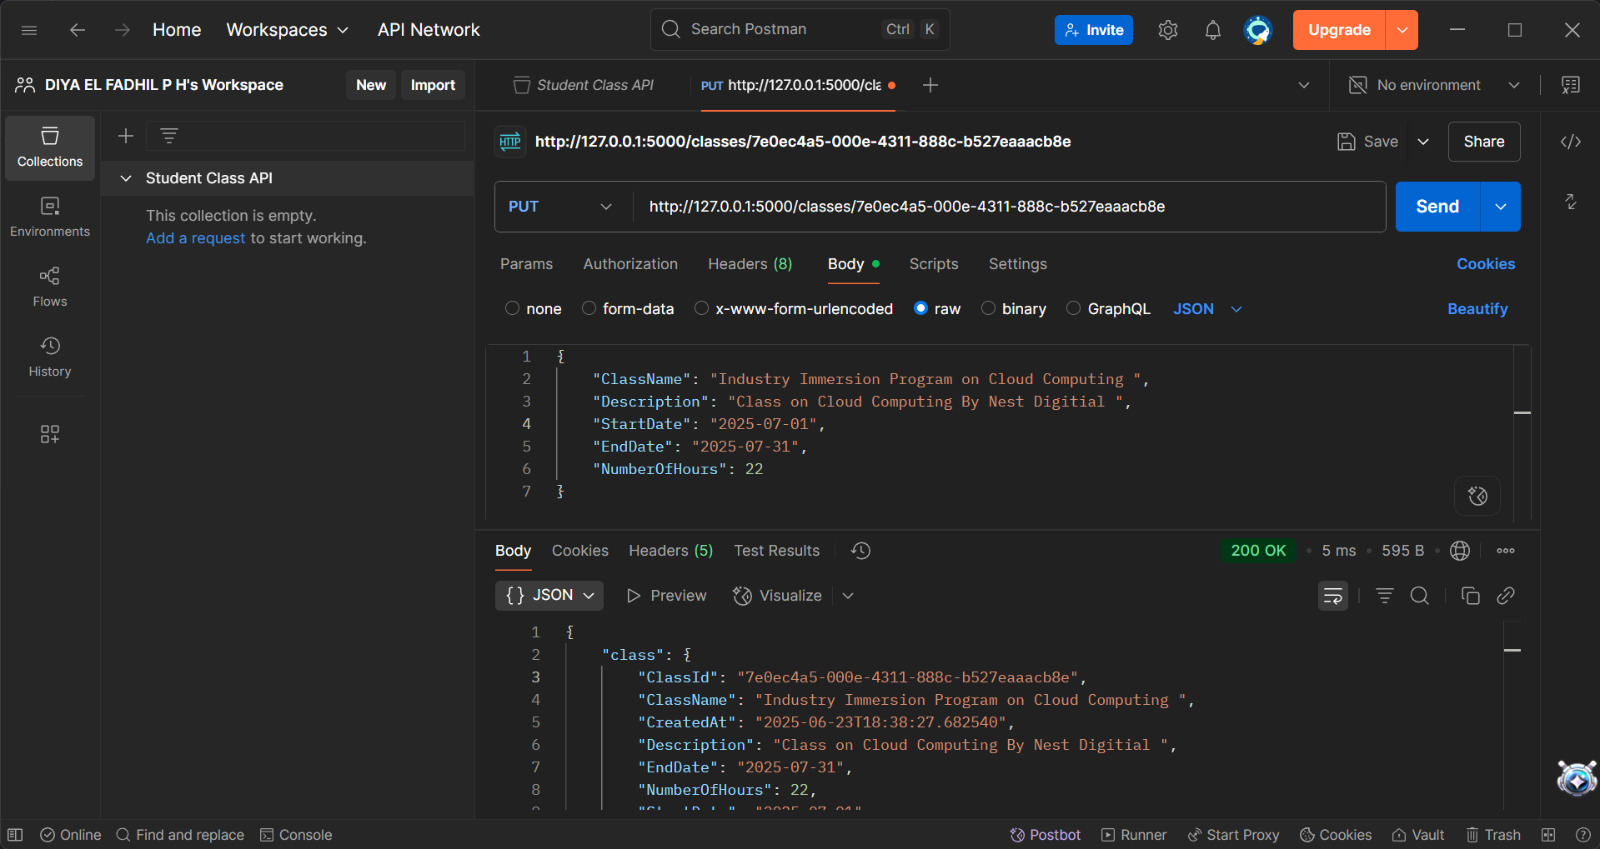 Home Workspaces API Network Search Postman Ctrl K Invite Upgrade
DIYA EL FADHIL P H's Workspace New Import Student Class API PUT http://127.0.0.1:5000/cla No environment
Collections
Student Class API
This collection is empty.
Add a request to start working.
Environments
Flows
History
HTTP http://127.0.0.1:5000/classes/7e0ec4a5-000e-4311-888c-b527eaaacb8e Save Share
PUT http://127.0.0.1:5000/classes/7e0ec4a5-000e-4311-888c-b527eaaacb8e Send
Params Authorization Headers (8) Body Scripts Settings Cookies
none form-data x-www-form-urlencoded raw binary GraphQL JSON Beautify
1 {
2 "ClassName": "Industry Immersion Program on Cloud Computing ",
3 "Description": "Class on Cloud Computing By Nest Digitial ",
4 "StartDate": "2025-07-01",
5 "EndDate": "2025-07-31",
6 "NumberOfHours": 22
7 }
Body Cookies Headers (5) Test Results 200 OK • 5 ms • 595 B •
{} JSON Preview Visualize
1 {
2 "class": {
3 "ClassId": "7e0ec4a5-000e-4311-888c-b527eaaacb8e",
4 "ClassName": "Industry Immersion Program on Cloud Computing ",
5 "CreatedAt": "2025-06-23T18:38:27.682540",
6 "Description": "Class on Cloud Computing By Nest Digitial ",
7 "EndDate": "2025-07-31",
8 "NumberOfHours": 22,
Online Find and replace Console Postbot Runner Start Proxy Cookies Vault Trash